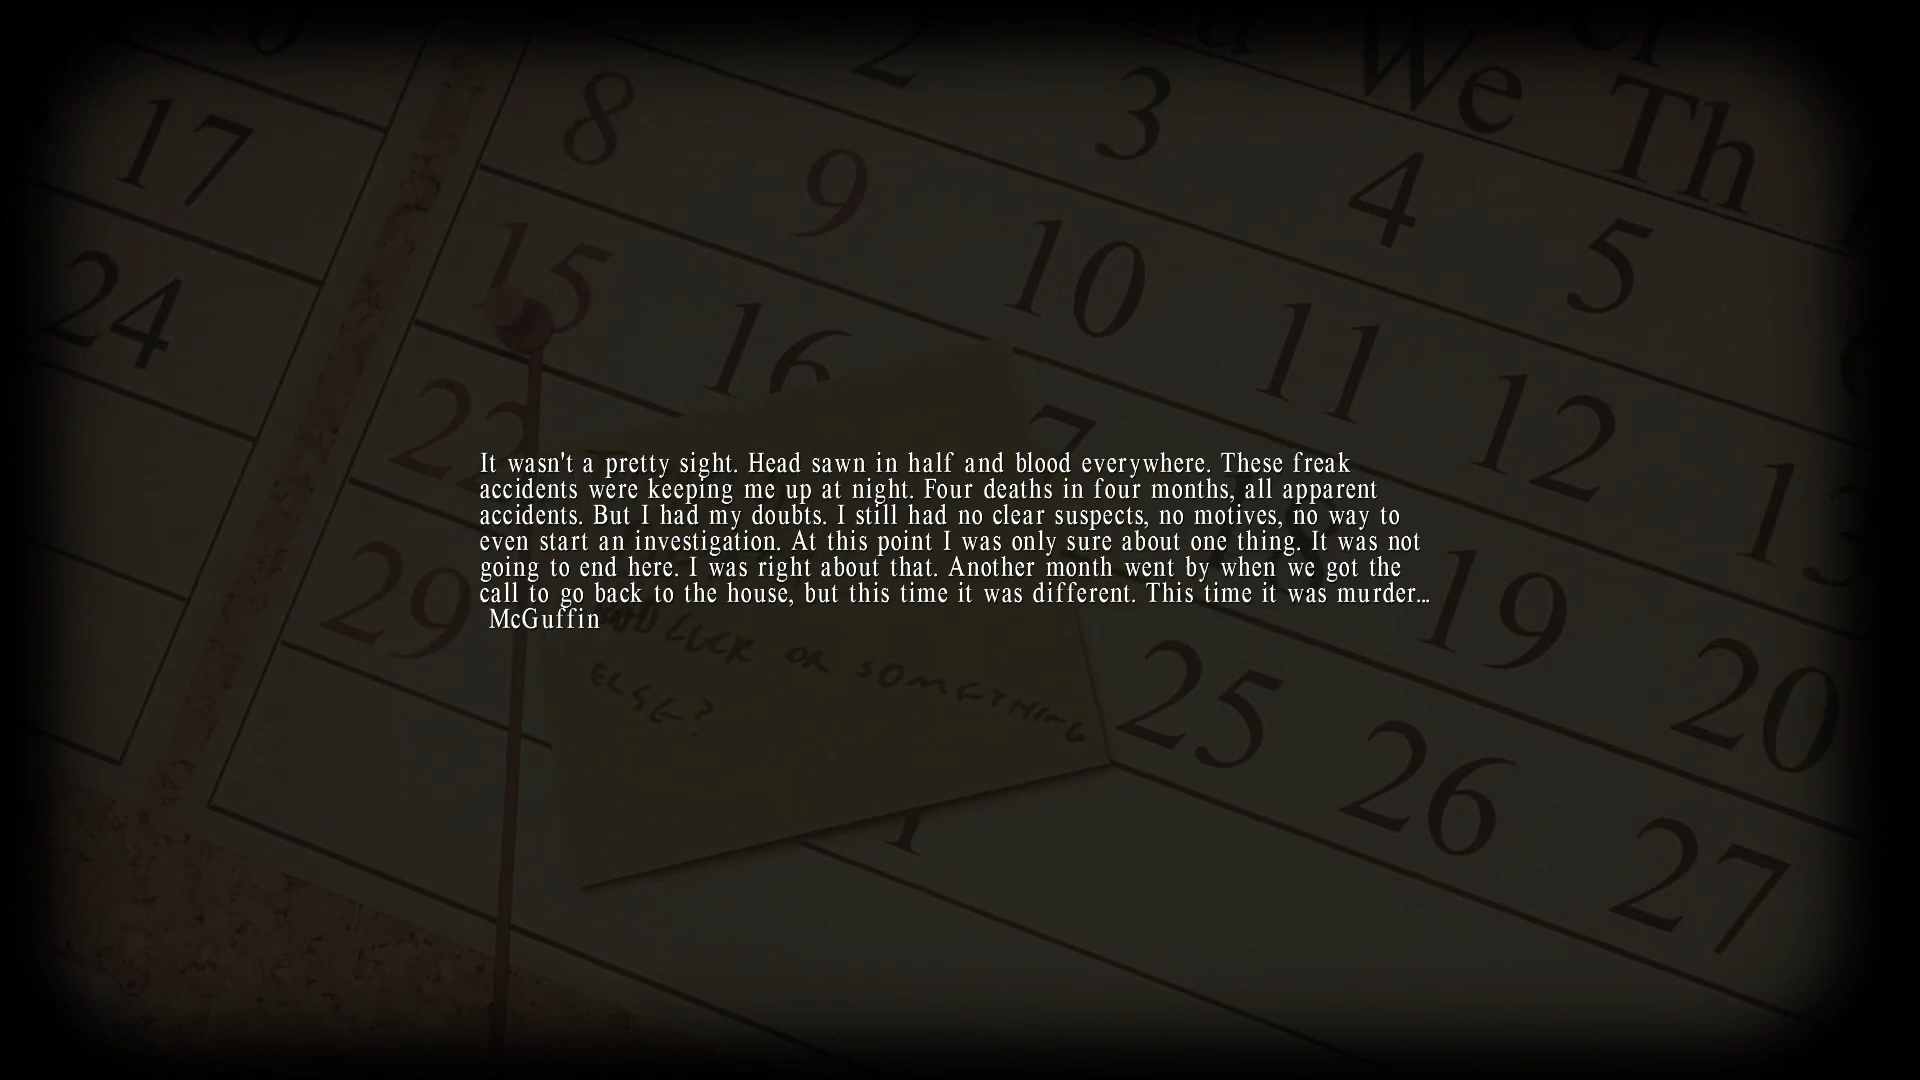 We Th
2 3 4 5
8 9 10 11 12 13
15 16 7 19 20
22 25 26 27
29
17
24
It wasn't a pretty sight. Head sawn in half and blood everywhere. These freak
accidents were keeping me up at night. Four deaths in four months, all apparent
accidents. But I had my doubts. I still had no clear suspects, no motives, no way to
even start an investigation. At this point I was only sure about one thing. It was not
going to end here. I was right about that. Another month went by when we got the
call to go back to the house, but this time it was different. This time it was murder...
McGuffin
LUCK OR SOMETHING
ELSE?